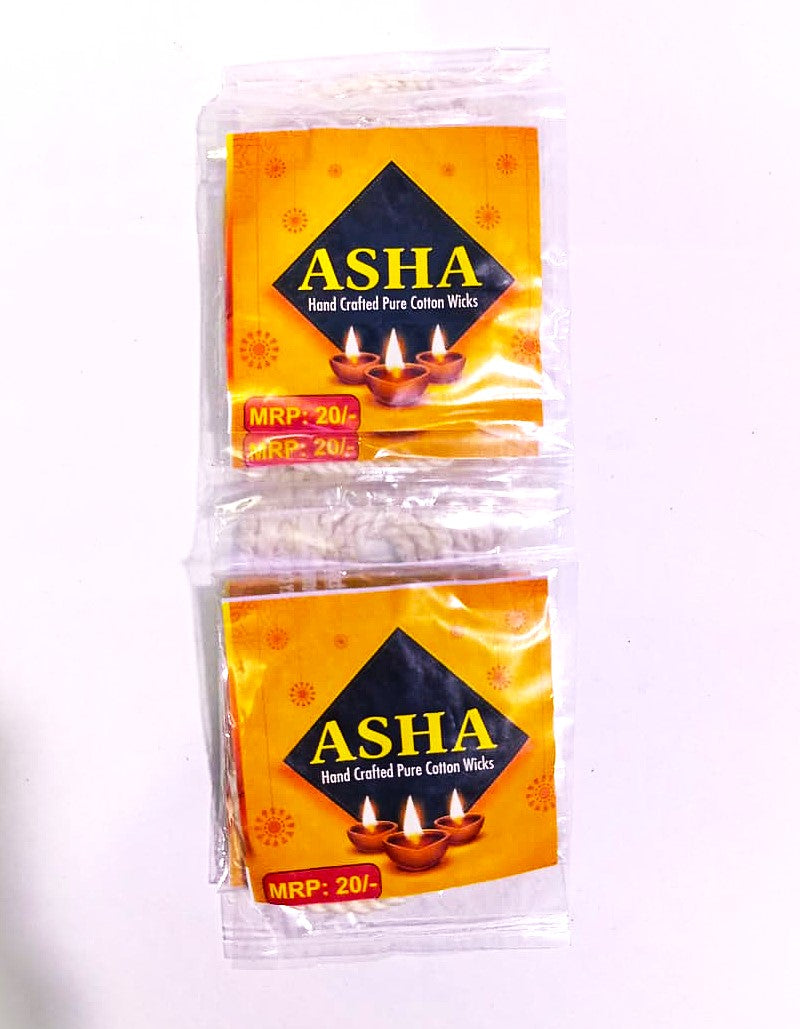 ASHA
Hand Crafted Pure Cotton Wicks
MRP: 20/-
MRP: 20/-
ASHA
Hand Crafted Pure Cotton Wicks
MRP: 20/-